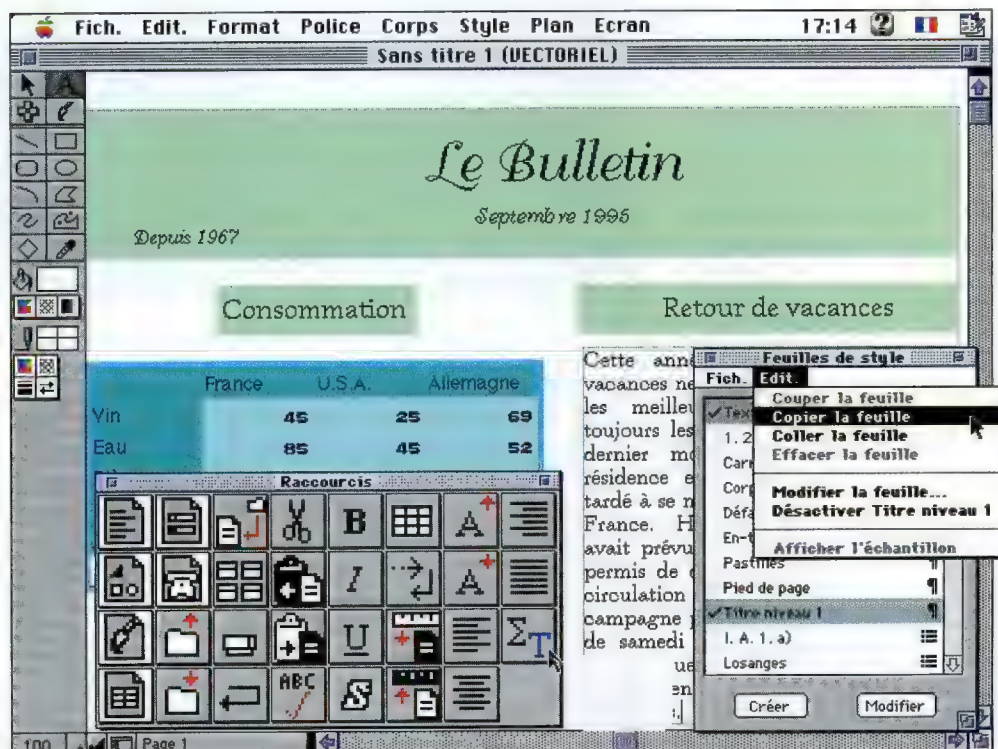 Fich. Edit. Format Police Corps Style Plan Ecran 17:14
Sans titre 1 (VECTORIEL)
Le Bulletin
Septembre 1995
Depuis 1967
Consommation
Retour de vacances
France U.S.A. Allemagne
Vin 45 25 69
Eau 85 45 52
Cette
vacances
les
toujours les
dernier
résidence
tardé à se
France.
avait prévu
permis de
circulation
campagne
de samedi
Feuilles de style
Fich. Edit.
Couper la feuille
Copier la feuille
Coller la feuille
Effacer la feuille
Modifier la feuille...
Désactiver Titre niveau 1
Afficher l'échantillon
Pastilles
Pied de page
Titre niveau 1
I. A. 1. a)
Losanges
Créer Modifier
Raccourcis
B
I
U
S
ABC
A
A
ΣT
100 Page 1